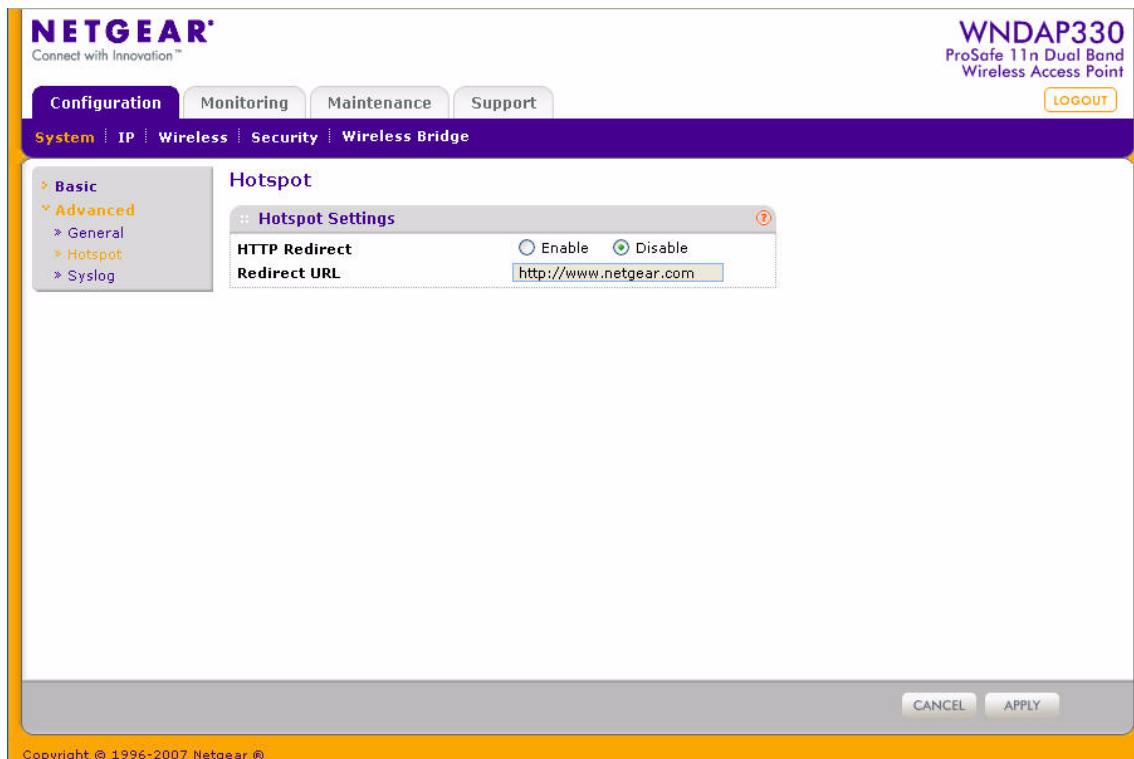 NETGEAR®
Connect with Innovation™
WNDAP330
ProSafe 11n Dual Band
Wireless Access Point
Configuration Monitoring Maintenance Support
LOGOUT
System IP Wireless Security Wireless Bridge
Basic
Advanced
» General
» Hotspot
» Syslog
Hotspot
Hotspot Settings ?
HTTP Redirect Enable Disable
Redirect URL http://www.netgear.com
CANCEL APPLY
Copyright © 1996-2007 Netgear ®